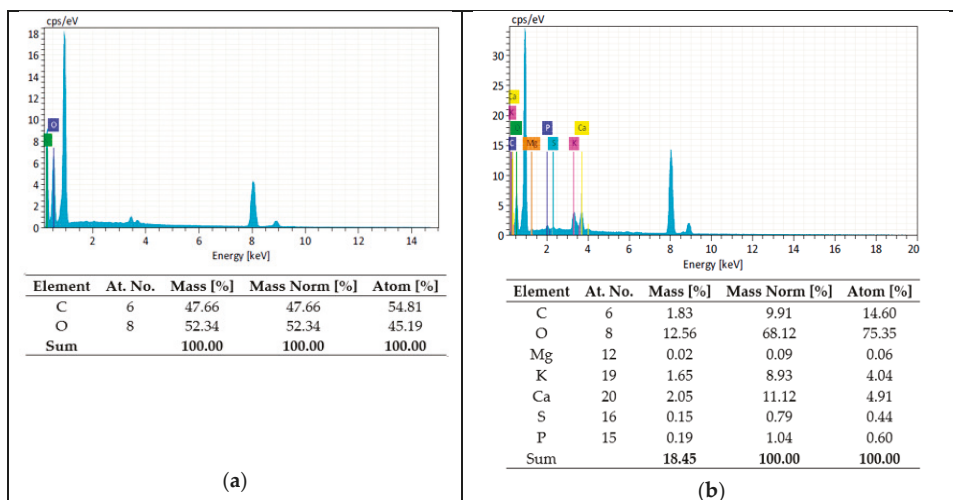 cps/eV
18
16
14
12
10
8
6
4
2
0
O
2 4 6 8 10 12 14
Energy [keV]
Element At. No. Mass [%] Mass Norm [%] Atom [%]
C 6 47.66 47.66 54.81
O 8 52.34 52.34 45.19
Sum 100.00 100.00 100.00
(a)
cps/eV
30
25
20
15
10
5
0
Ca
K
P Ca
C Mg S K
2 4 6 8 10 12 14 16 18 20
Energy [keV]
Element At. No. Mass [%] Mass Norm [%] Atom [%]
C 6 1.83 9.91 14.60
O 8 12.56 68.12 75.35
Mg 12 0.02 0.09 0.06
K 19 1.65 8.93 4.04
Ca 20 2.05 11.12 4.91
S 16 0.15 0.79 0.44
P 15 0.19 1.04 0.60
Sum 18.45 100.00 100.00
(b)